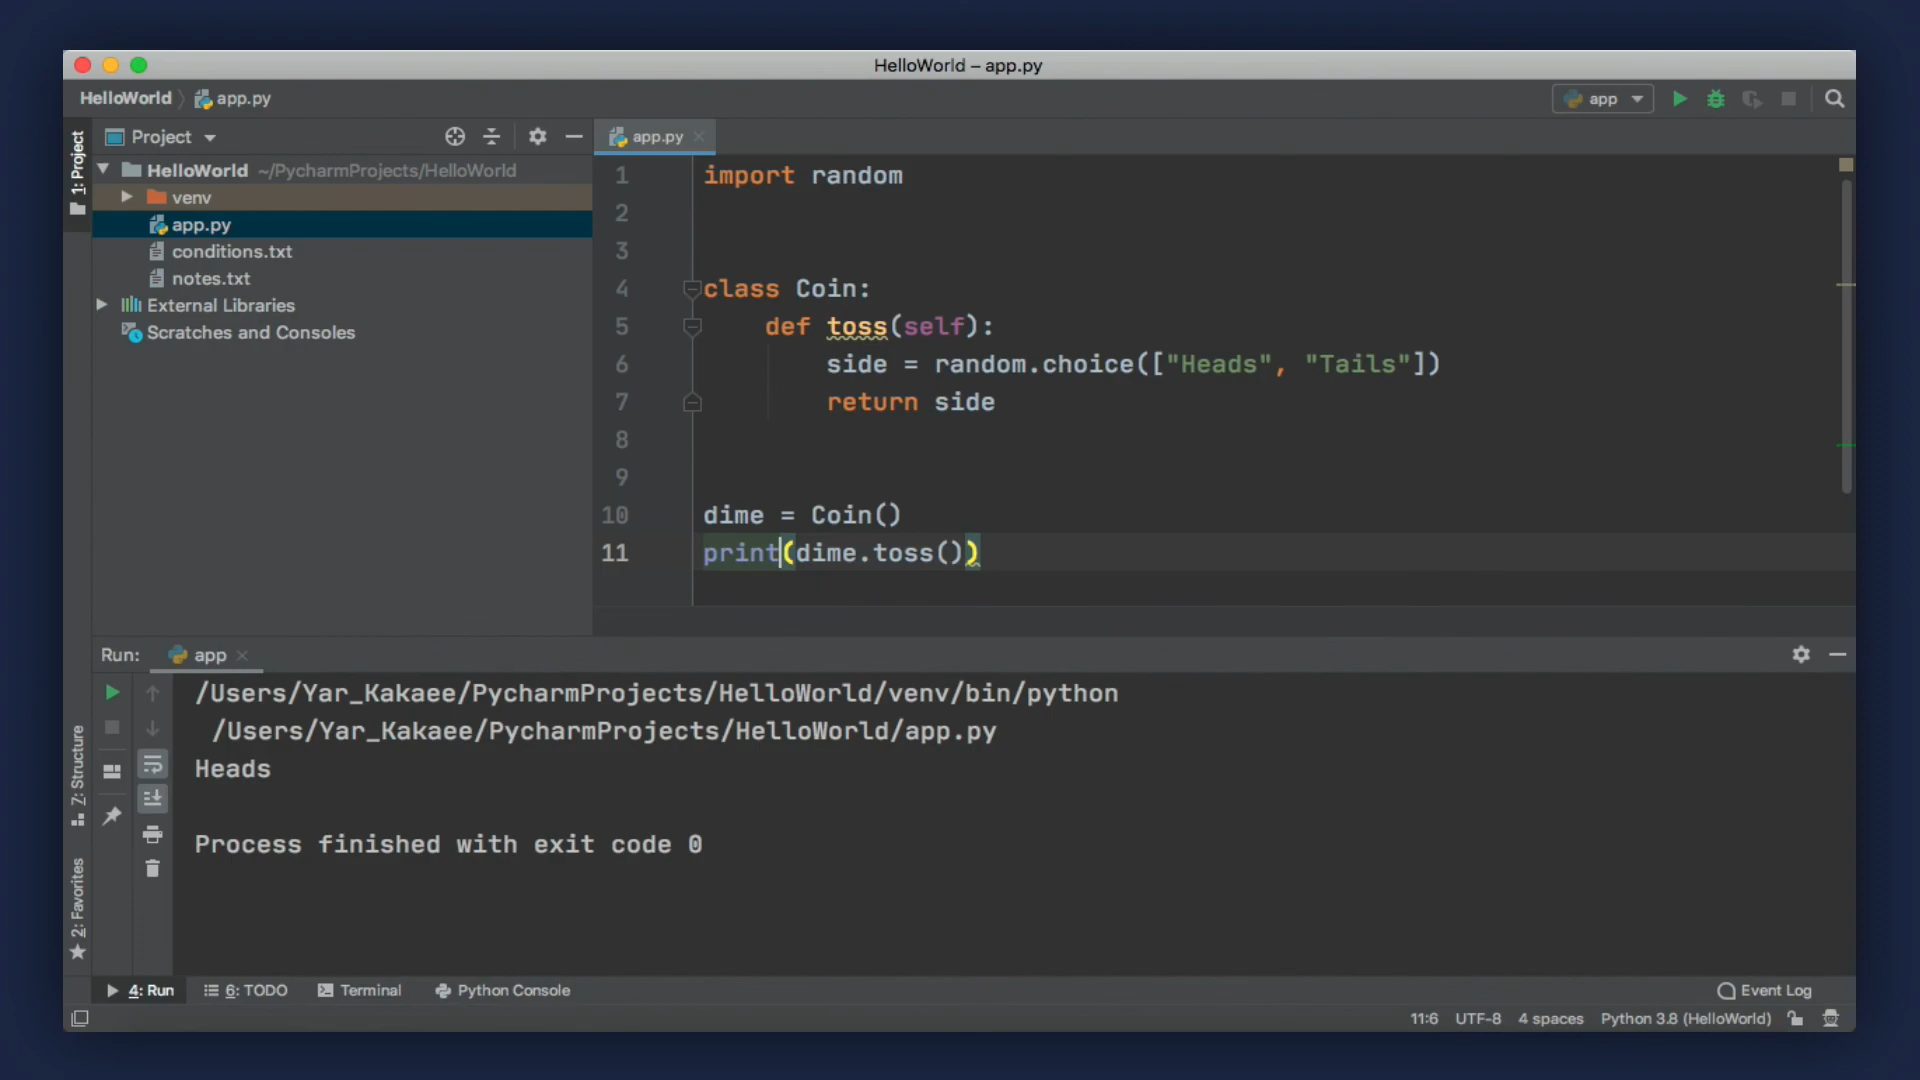 HelloWorld – app.py
HelloWorld app.py
app
1: Project
Project
app.py
HelloWorld ~/PycharmProjects/HelloWorld
venv
app.py
conditions.txt
notes.txt
External Libraries
Scratches and Consoles
1 import random
2
3
4 class Coin:
5     def toss(self):
6         side = random.choice(["Heads", "Tails"])
7         return side
8
9
10 dime = Coin()
11 print(dime.toss())
Run: app
/Users/Yar_Kakaee/PycharmProjects/HelloWorld/venv/bin/python
/Users/Yar_Kakaee/PycharmProjects/HelloWorld/app.py
Heads
Process finished with exit code 0
7: Structure
2: Favorites
4: Run 6: TODO Terminal Python Console Event Log
11:6 UTF-8 4 spaces Python 3.8 (HelloWorld)